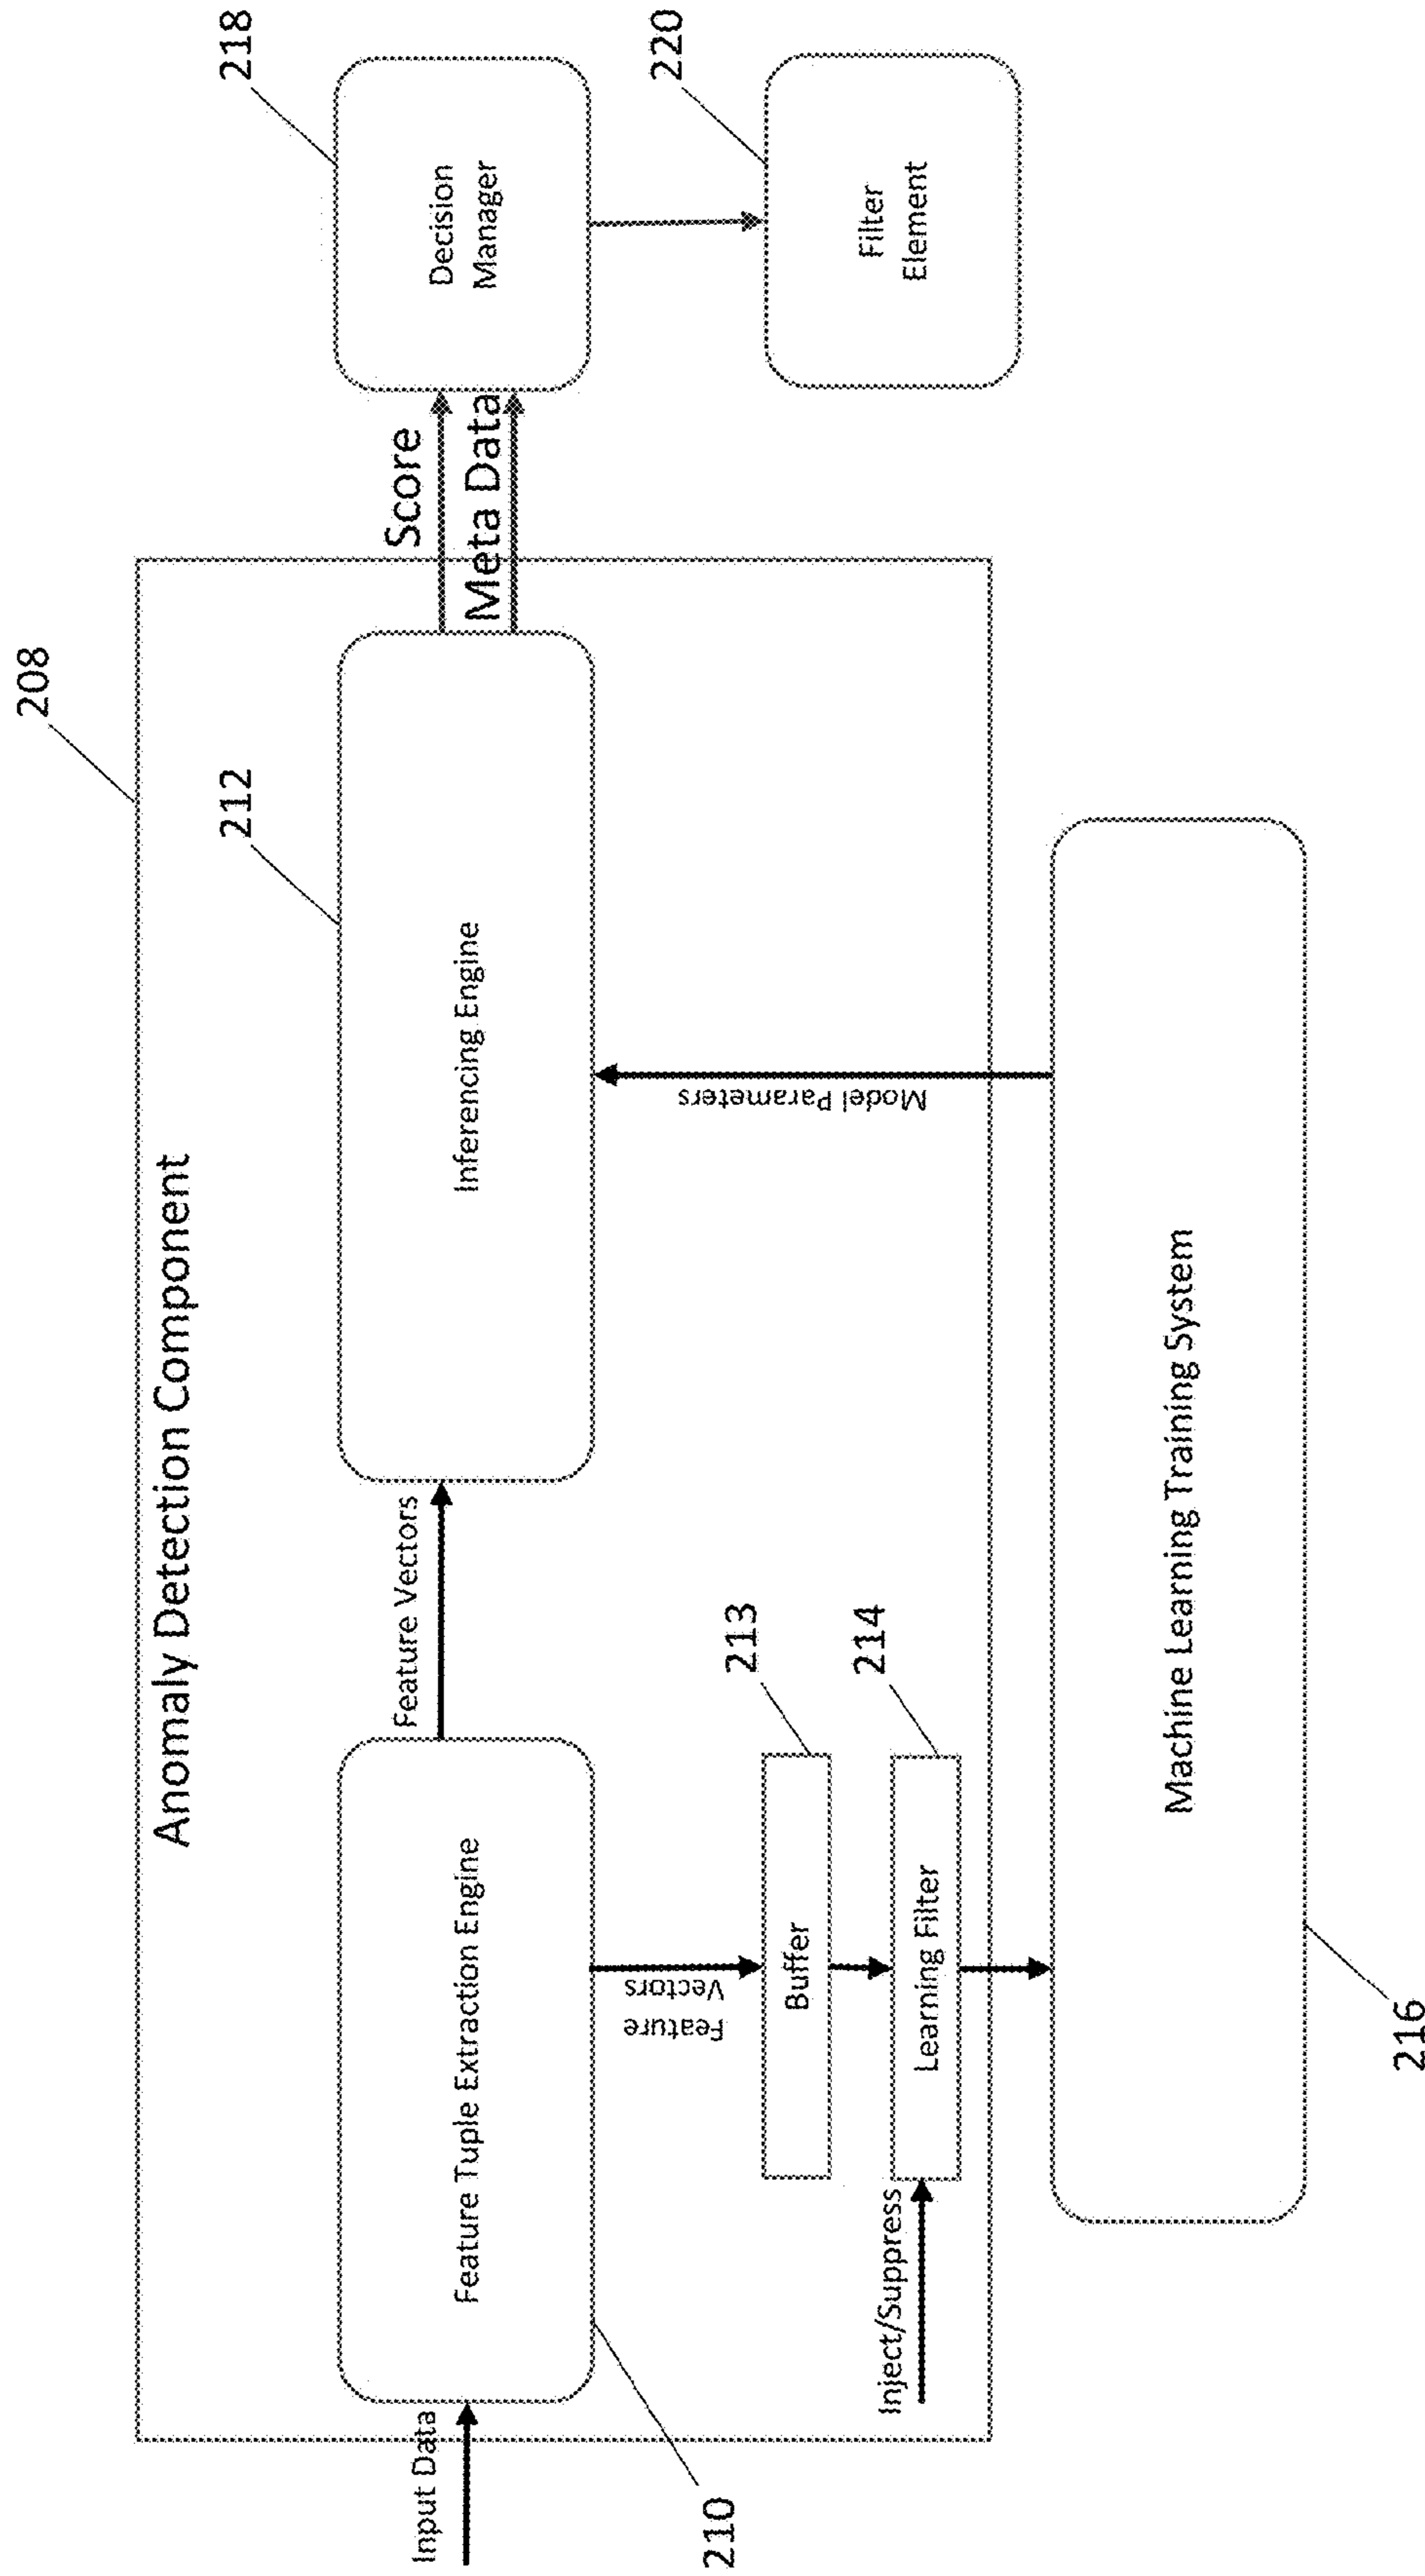 208
Anomaly Detection Component
212
218
Input Data
Feature Tuple Extraction Engine
Feature Vectors
Inferencing Engine
Score
Meta Data
Decision
Manager
210
Feature
Vectors
213
Buffer
Model Parameters
220
Filter
Element
Inject/Suppress
214
Learning Filter
Machine Learning Training System
216